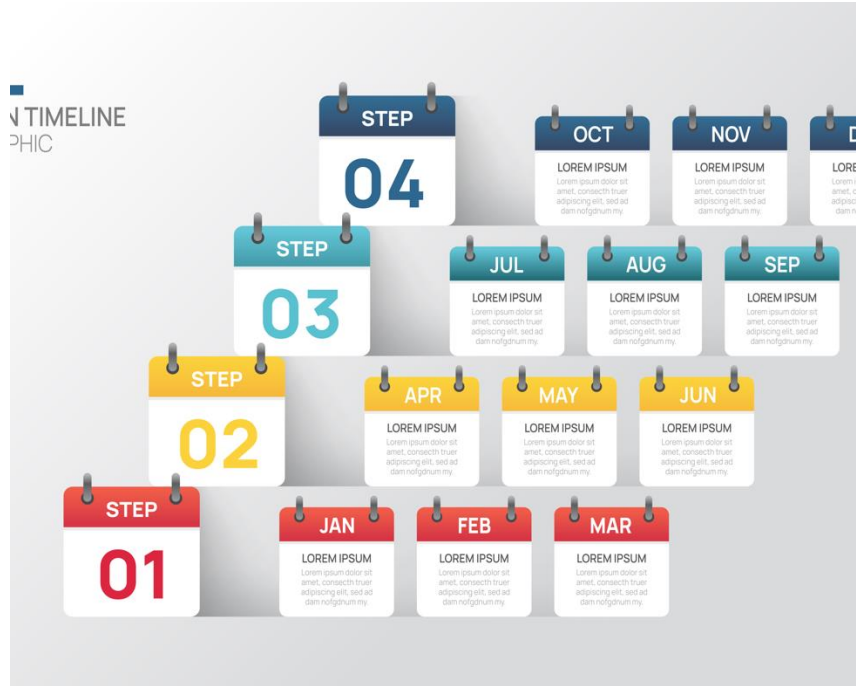 N TIMELINE
PHIC
STEP
04
OCT
LOREM IPSUM
Lorem ipsum dolor sit
amet, consecth truer
adipiscing elit, sed ad
dam nofgdnum my.
NOV
LOREM IPSUM
Lorem ipsum dolor sit
amet, consecth truer
adipiscing elit, sed ad
dam nofgdnum my.
D
LORE
Lorem i
amet, c
adipisc
dam n
STEP
03
JUL
LOREM IPSUM
Lorem ipsum dolor sit
amet, consecth truer
adipiscing elit, sed ad
dam nofgdnum my.
AUG
LOREM IPSUM
Lorem ipsum dolor sit
amet, consecth truer
adipiscing elit, sed ad
dam nofgdnum my.
SEP
LOREM IPSUM
Lorem ipsum dolor sit
amet, consecth truer
adipiscing elit, sed ad
dam nofgdnum my.
STEP
02
APR
LOREM IPSUM
Lorem ipsum dolor sit
amet, consecth truer
adipiscing elit, sed ad
dam nofgdnum my.
MAY
LOREM IPSUM
Lorem ipsum dolor sit
amet, consecth truer
adipiscing elit, sed ad
dam nofgdnum my.
JUN
LOREM IPSUM
Lorem ipsum dolor sit
amet, consecth truer
adipiscing elit, sed ad
dam nofgdnum my.
STEP
01
JAN
LOREM IPSUM
Lorem ipsum dolor sit
amet, consecth truer
adipiscing elit, sed ad
dam nofgdnum my.
FEB
LOREM IPSUM
Lorem ipsum dolor sit
amet, consecth truer
adipiscing elit, sed ad
dam nofgdnum my.
MAR
LOREM IPSUM
Lorem ipsum dolor sit
amet, consecth truer
adipiscing elit, sed ad
dam nofgdnum my.